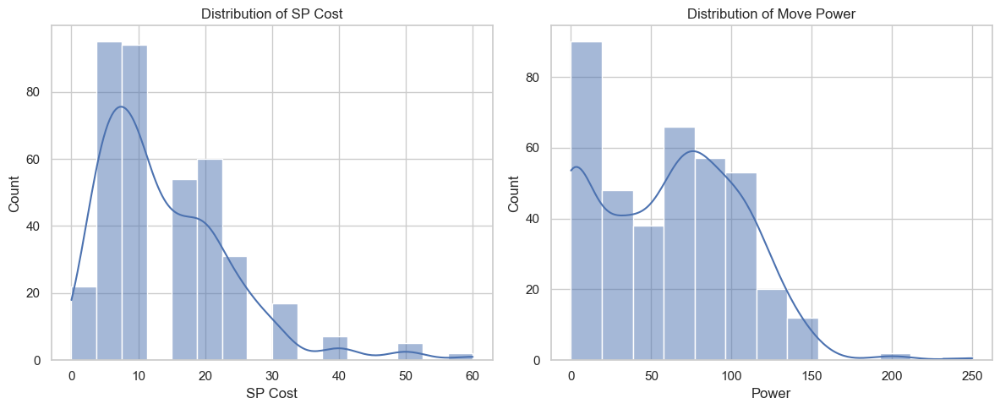 Distribution of SP Cost
Count
80
60
40
20
0
0 10 20 30 40 50 60
SP Cost
Distribution of Move Power
Count
80
60
40
20
0
0 50 100 150 200 250
Power